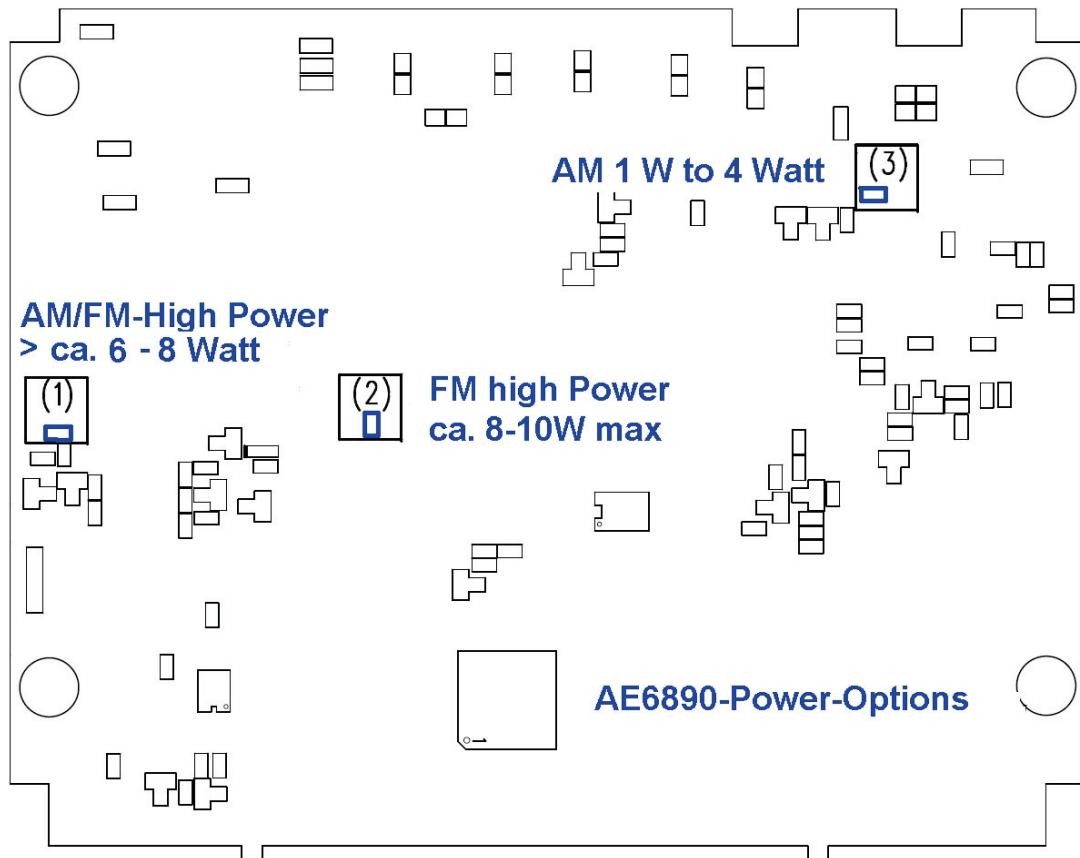 AM 1 W to 4 Watt
(3)
AM/FM-High Power
> ca. 6 - 8 Watt
(1)
(2)
FM high Power
ca. 8-10W max
AE6890-Power-Options
1